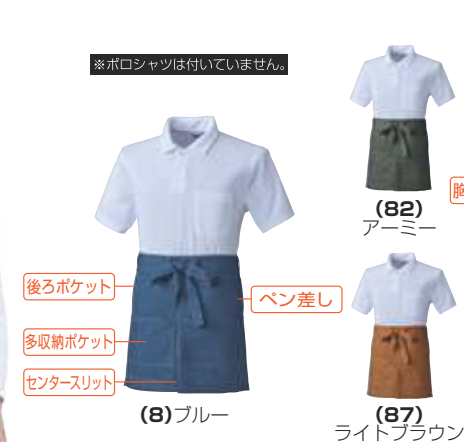 ※ポロシャツは付いていません。
後ろポケット
ペン差し
多収納ポケット
センタースリット
(8)ブルー
(82)
アーミー
胸
(87)
ライトブラウン